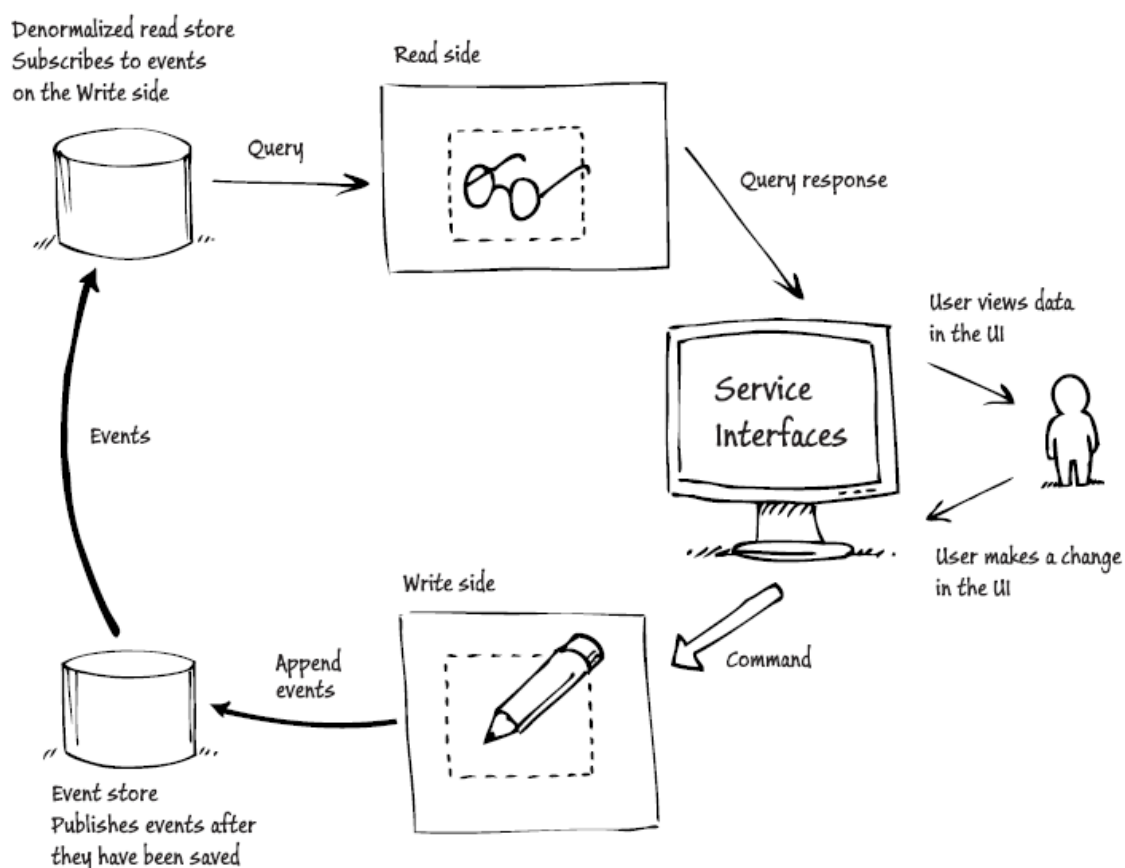 Denormalized read store
Subscribes to events
on the Write side
Read side
Query
Query response
User views data
in the UI
Service
Interfaces
Events
User makes a change
in the UI
Write side
Command
Append
events
Event store
Publishes events after
they have been saved